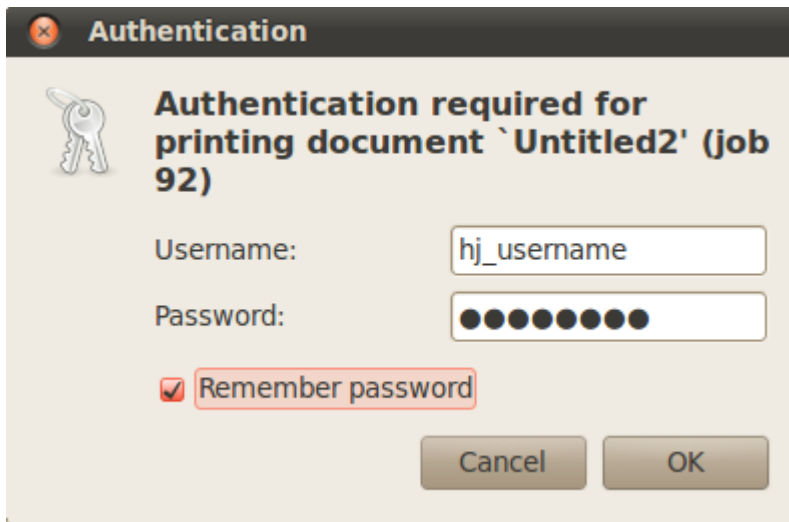 Authentication
Authentication required for
printing document `Untitled2' (job
92)
Username: hj_username
Password: ●●●●●●●●
Remember password
Cancel OK